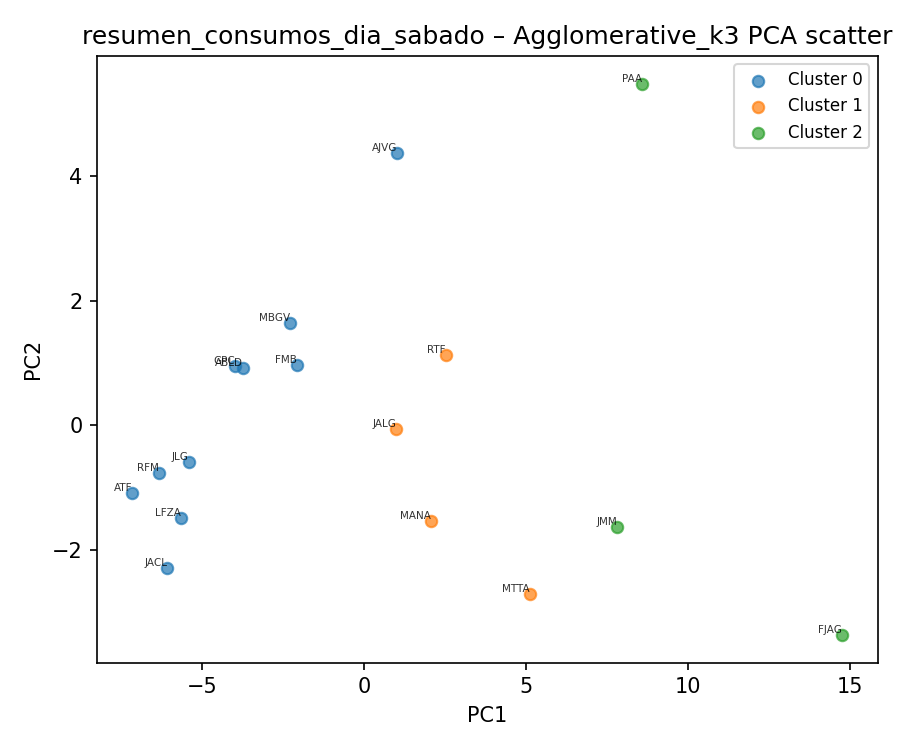 resumen_consumos_dia_sabado – Agglomerative_k3 PCA scatter
Cluster 0
Cluster 1
Cluster 2
PAA
AJVG
MBGV
FMB
RTF
JALG
JLG
RFM
ATF
LFZA
JACL
MANA
JMM
MTTA
FJAG
4
2
0
−2
PC2
−5
0
5
10
15
PC1